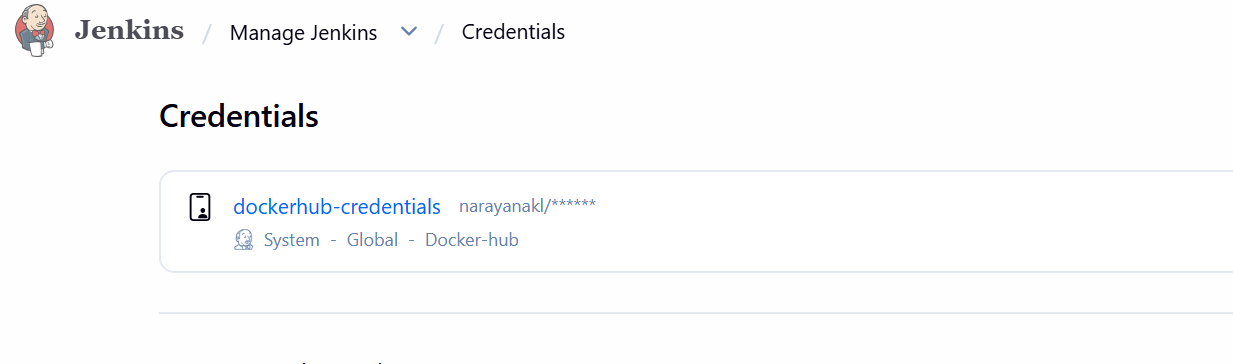 Jenkins / Manage Jenkins / Credentials
Credentials
dockerhub-credentials narayanakl/******
System - Global - Docker-hub